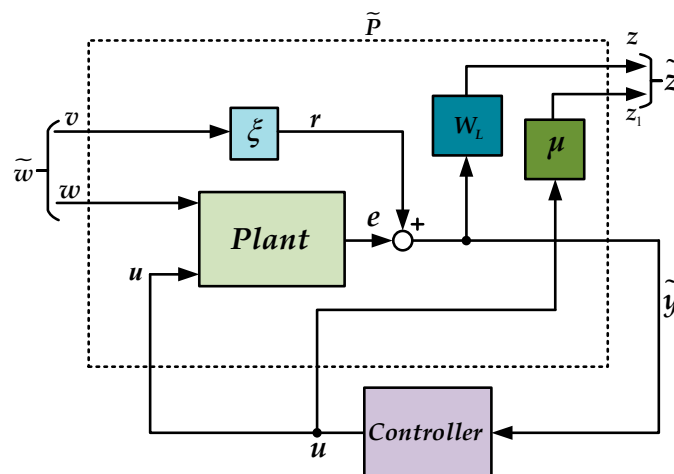 P̃
z
z̃
z₁
v
ξ
r
W_L
μ
w̃
w
Plant
e
+
u
ỹ
u
Controller